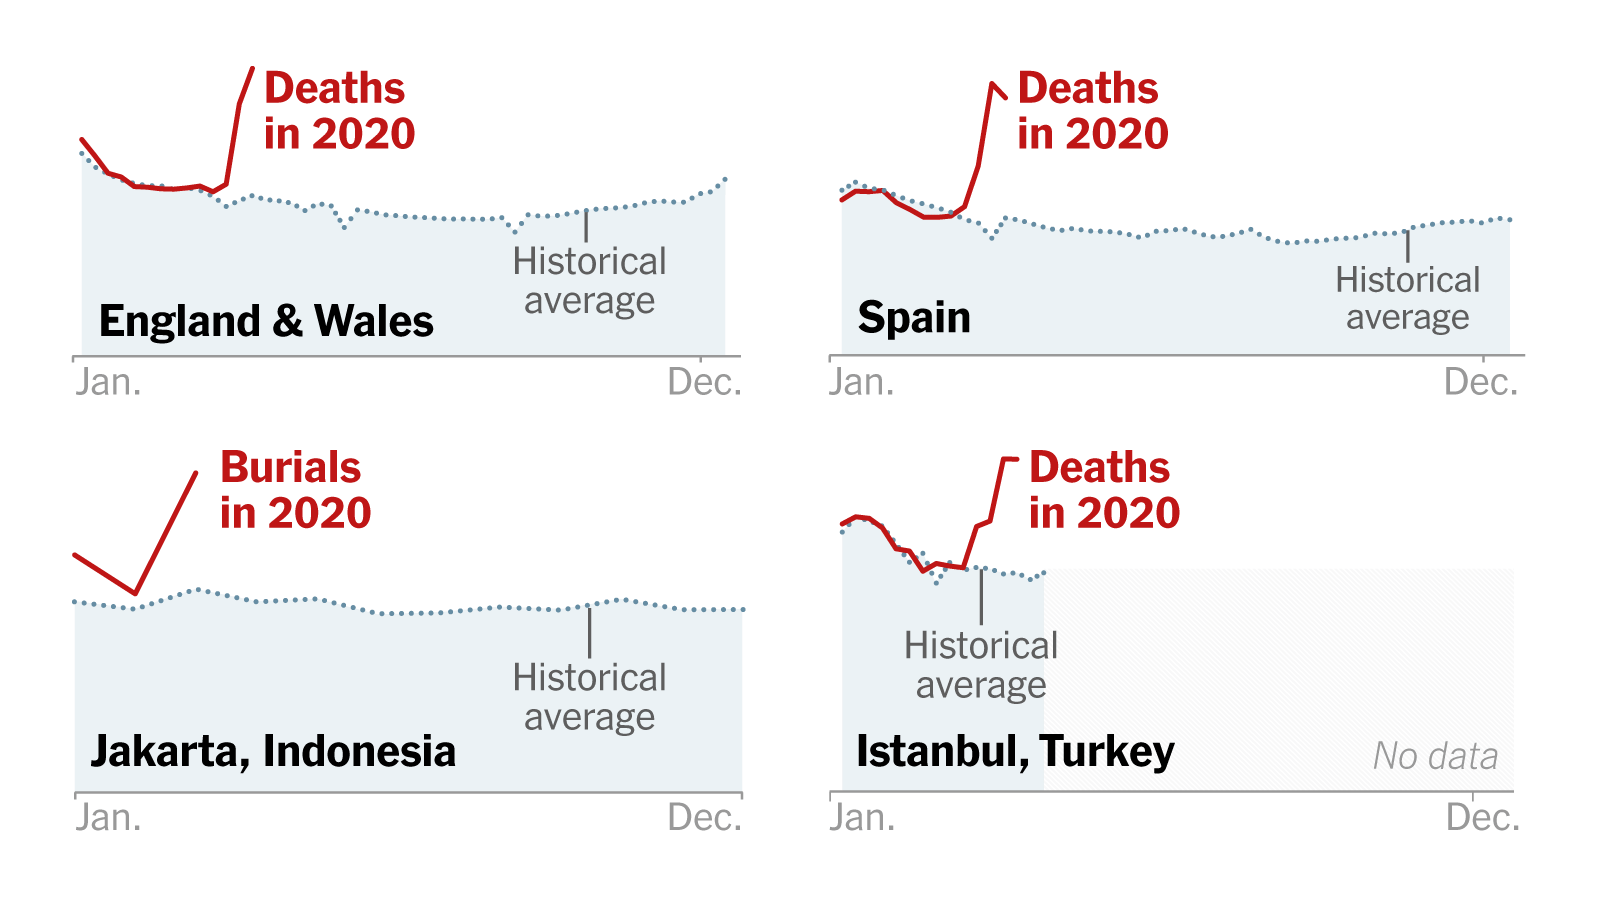 Deaths
in 2020
Historical
average
England & Wales
Jan.
Dec.
Deaths
in 2020
Historical
average
Spain
Jan.
Dec.
Burials
in 2020
Historical
average
Jakarta, Indonesia
Jan.
Dec.
Deaths
in 2020
Historical
average
Istanbul, Turkey
No data
Jan.
Dec.